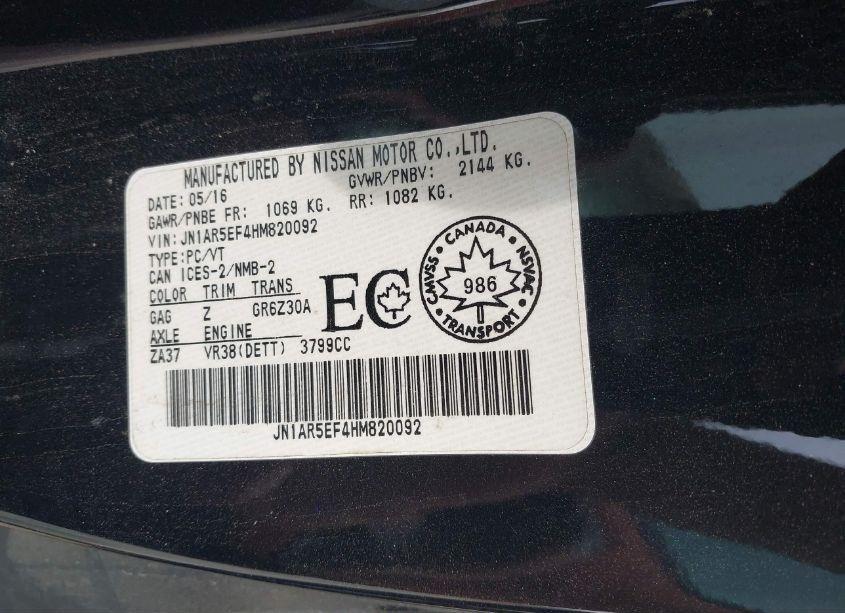 MANUFACTURED BY NISSAN MOTOR CO.,LTD.
DATE: 05/16 GVWR/PNBV: 2144 KG.
GAWR/PNBE FR: 1069 KG. RR: 1082 KG.
VIN: JN1AR5EF4HM820092
TYPE: PC/VT
CAN ICES-2/NMB-2
COLOR TRIM TRANS
GAG Z GR6Z30A
AXLE ENGINE
ZA37 VR38(DETT) 3799CC
EC
CANADA
CMVSS
NSVAC
986
TRANSPORT
JN1AR5EF4HM820092